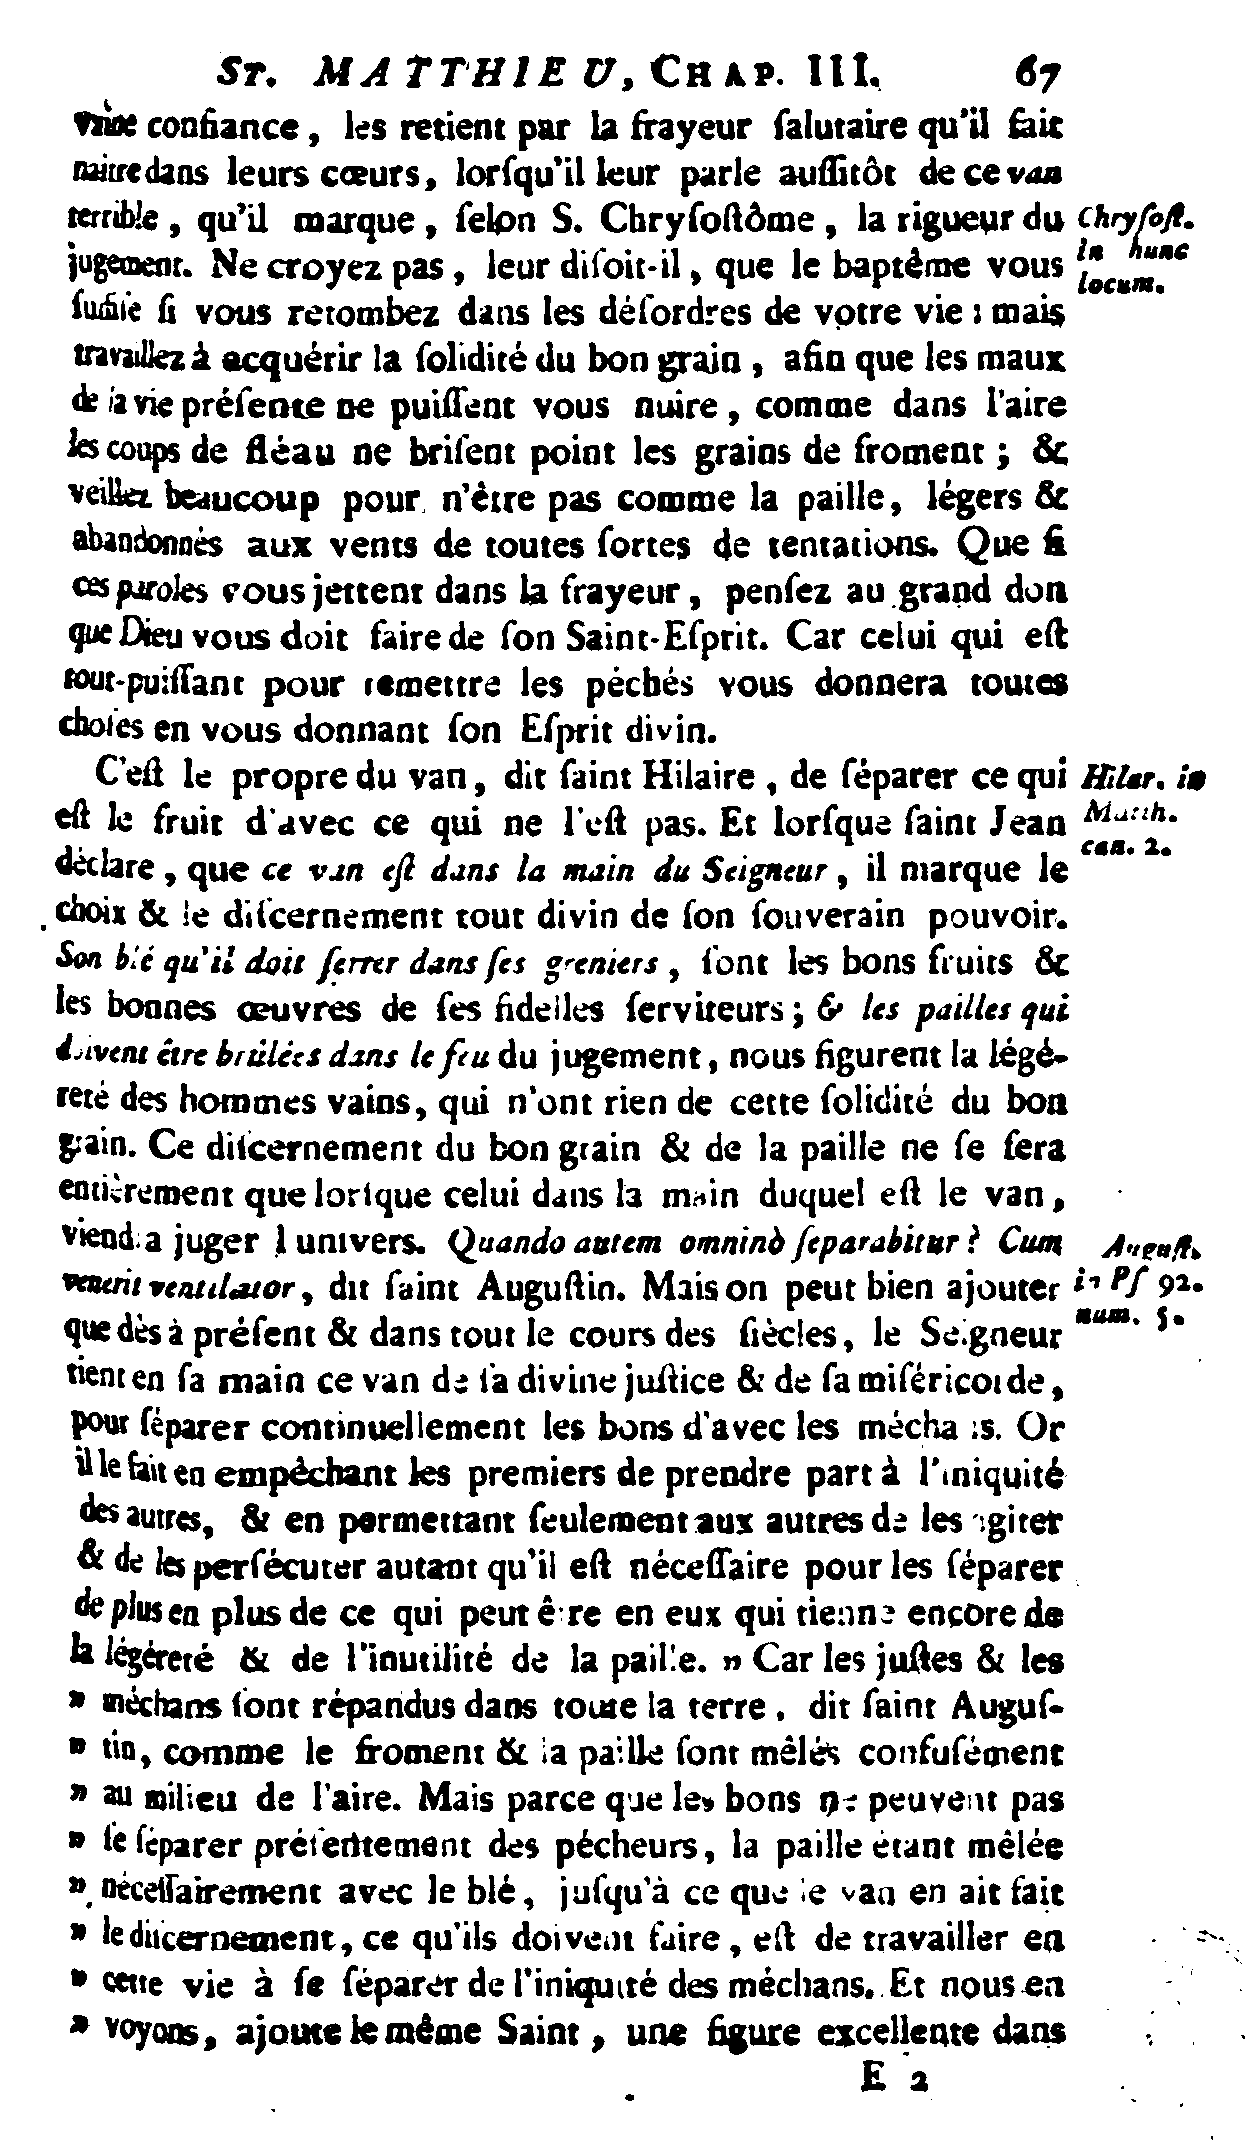 ST. MATTHIEU, CHAP. III. 67
vaine confiance, les retient par la frayeur ſalutaire qu'il fait
naitre dans leurs cœurs, lorſqu'il leur parle auſſitôt de ce van
terrible, qu'il marque, ſelon S. Chryſoſtôme, la rigueur du
Chryſoſt.
in hunc
locum.
jugement. Ne croyez pas, leur diſoit-il, que le baptême vous
ſuffiſe ſi vous retombez dans les déſordres de votre vie : mais
travaillez à acquérir la ſolidité du bon grain, afin que les maux
de la vie préſente ne puiſſent vous nuire, comme dans l'aire
les coups de fléau ne briſent point les grains de froment ; &
veillez beaucoup pour n'être pas comme la paille, légers &
abandonnés aux vents de toutes ſortes de tentations. Que ſi
ces paroles vous jettent dans la frayeur, penſez au grand don
que Dieu vous doit faire de ſon Saint-Eſprit. Car celui qui eſt
tout-puiſſant pour remettre les péchés vous donnera toutes
choſes en vous donnant ſon Eſprit divin.
C'eſt le propre du van, dit ſaint Hilaire, de ſéparer ce qui
Hilar. in
Matth.
can. 2.
eſt le fruit d'avec ce qui ne l'eſt pas. Et lorſque ſaint Jean
déclare, que ce van eſt dans la main du Seigneur, il marque le
choix & le diſcernement tout divin de ſon ſouverain pouvoir.
Son blé qu'il doit ſerrer dans ſes greniers, ſont les bons fruits &
les bonnes œuvres de ſes fidelles ſerviteurs ; & les pailles qui
doivent être brûlées dans le feu du jugement, nous figurent la légé-
reté des hommes vains, qui n'ont rien de cette ſolidité du bon
grain. Ce diſcernement du bon grain & de la paille ne ſe fera
entièrement que lorſque celui dans la main duquel eſt le van,
viendra juger l'univers. Quando autem omninò ſeparabitur ? Cum
Auguſt.
in Pſ 92.
num. 5.
venerit ventilator, dit ſaint Auguſtin. Mais on peut bien ajouter
que dès à préſent & dans tout le cours des ſiècles, le Seigneur
tient en ſa main ce van de ſa divine juſtice & de ſa miſéricorde,
pour ſéparer continuellement les bons d'avec les méchans. Or
il le fait en empêchant les premiers de prendre part à l'iniquité
des autres, & en permettant ſeulement aux autres de les agiter
& de les perſécuter autant qu'il eſt néceſſaire pour les ſéparer
de plus en plus de ce qui peut être en eux qui tienne encore de
la légéreté & de l'inutilité de la paille. » Car les juſtes & les
» méchans ſont répandus dans toute la terre, dit ſaint Auguſ-
» tin, comme le froment & la paille ſont mêlés confuſément
» au milieu de l'aire. Mais parce que les bons ne peuvent pas
» ſe ſéparer préſentement des pécheurs, la paille étant mêlée
» néceſſairement avec le blé, juſqu'à ce que le van en ait fait
» le diſcernement, ce qu'ils doivent faire, eſt de travailler en
» cette vie à ſe ſéparer de l'iniquité des méchans. Et nous en
» voyons, ajoute le même Saint, une figure excellente dans
E 2